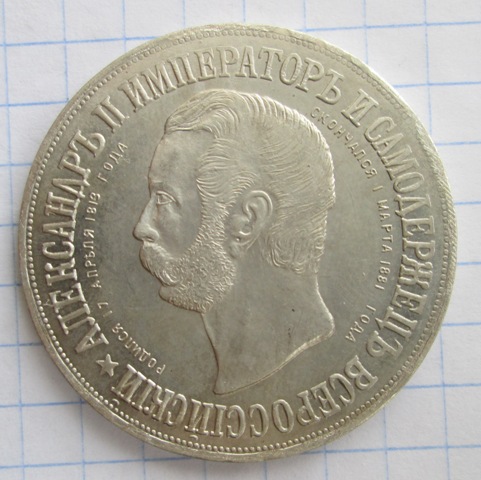 АЛЕКСАНДРЪ II ИМПЕРАТОРЪ И САМОДЕРЖЕЦЪ ВСЕРОССІЙСКІЙ ★
РОДИЛСЯ 17 АПРѢЛЯ 1818 ГОДА
СКОНЧАЛСЯ 1 МАРТА 1881 ГОДА